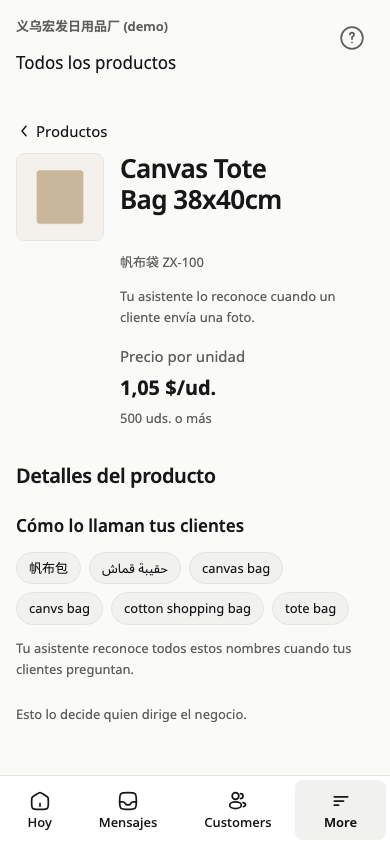 义乌宏发日用品厂 (demo)
Todos los productos
Productos
Canvas Tote
Bag 38x40cm
帆布袋 ZX-100
Tu asistente lo reconoce cuando un
cliente envía una foto.
Precio por unidad
1,05 $/ud.
500 uds. o más
Detalles del producto
Cómo lo llaman tus clientes
帆布包 حقيبة قماش canvas bag
canvs bag cotton shopping bag tote bag
Tu asistente reconoce todos estos nombres cuando tus
clientes preguntan.
Esto lo decide quien dirige el negocio.
Hoy Mensajes Customers More